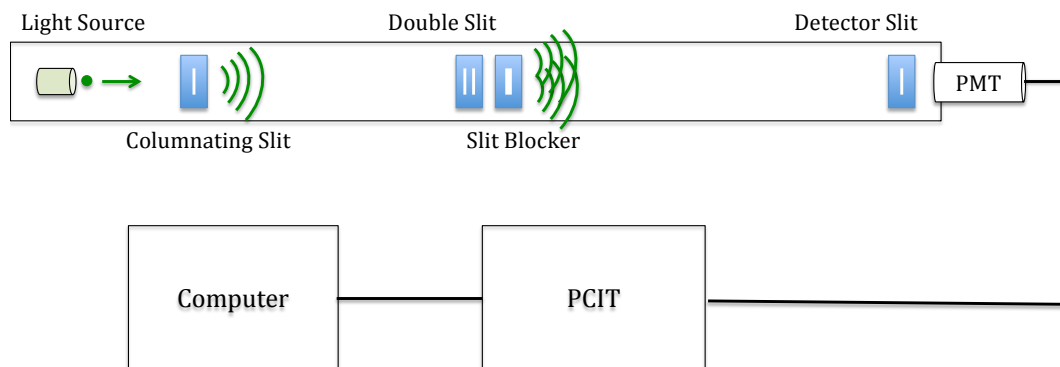 Light Source
Double Slit
Detector Slit
PMT
Columnating Slit
Slit Blocker
Computer
PCIT